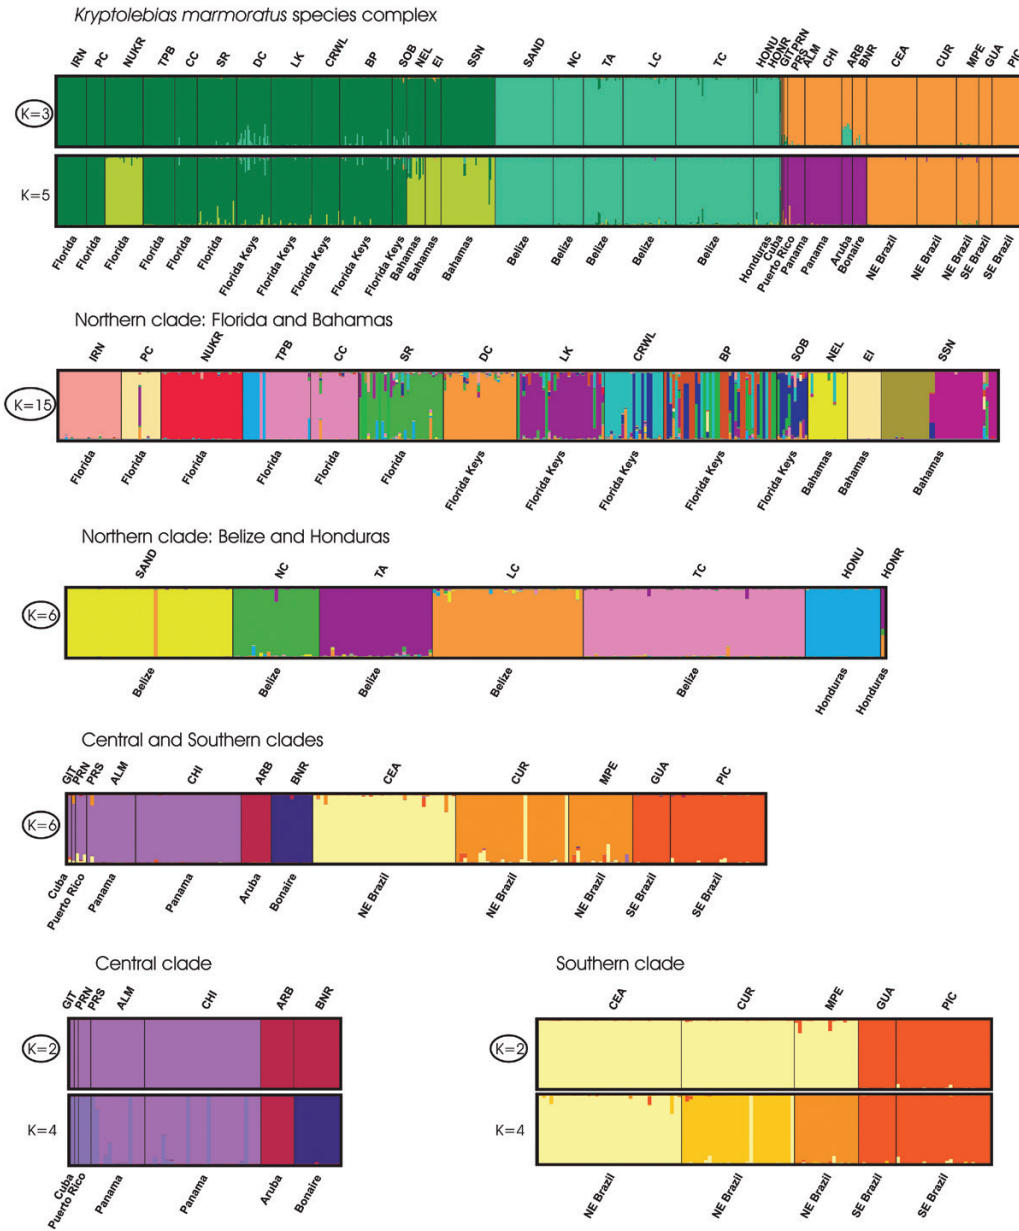 Kryptolebias marmoratus species complex
IRN PC NUKR TPB CC SR DC LK CRWL BP SOB NEL EI SSN SAND NC TA LC TC HONU HONR GIT PRN PRS ALM CHI ARB BNR CEA CUR MPE GUA PIC
K=3
K=5
Florida Florida Florida Florida Florida Florida Florida Keys Florida Keys Florida Keys Florida Keys Florida Keys Bahamas Bahamas Bahamas Belize Belize Belize Belize Belize Honduras Cuba Puerto Rico Panama Panama Aruba Bonaire NE Brazil NE Brazil NE Brazil SE Brazil SE Brazil
Northern clade: Florida and Bahamas
IRN PC NUKR TPB CC SR DC LK CRWL BP SOB NEL EI SSN
K=15
Florida Florida Florida Florida Florida Florida Florida Keys Florida Keys Florida Keys Florida Keys Florida Keys Bahamas Bahamas Bahamas
Northern clade: Belize and Honduras
SAND NC TA LC TC HONU HONR
K=6
Belize Belize Belize Belize Belize Honduras Honduras
Central and Southern clades
GIT PRN PRS ALM CHI ARB BNR CEA CUR MPE GUA PIC
K=6
Cuba Puerto Rico Panama Panama Aruba Bonaire NE Brazil NE Brazil NE Brazil SE Brazil SE Brazil
Central clade
GIT PRN PRS ALM CHI ARB BNR
K=2
K=4
Cuba Puerto Rico Panama Panama Aruba Bonaire
Southern clade
CEA CUR MPE GUA PIC
K=2
K=4
NE Brazil NE Brazil NE Brazil SE Brazil SE Brazil